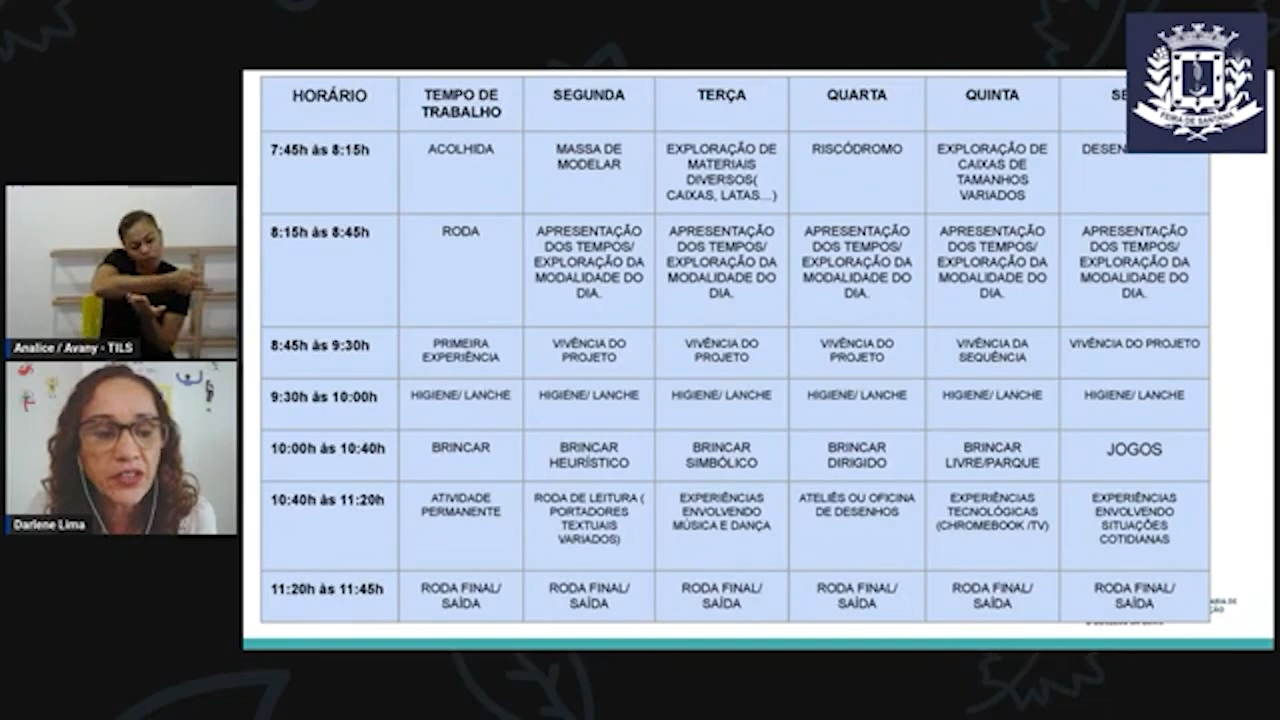 HORÁRIO
TEMPO DE
TRABALHO
SEGUNDA
TERÇA
QUARTA
QUINTA
FEIRA DE SANTANA
7:45h às 8:15h
ACOLHIDA
MASSA DE
MODELAR
EXPLORAÇÃO DE
MATERIAIS
DIVERSOS(
CAIXAS, LATAS...)
RISCÓDROMO
EXPLORAÇÃO DE
CAIXAS DE
TAMANHOS
VARIADOS
8:15h às 8:45h
RODA
APRESENTAÇÃO
DOS TEMPOS/
EXPLORAÇÃO DA
MODALIDADE DO
DIA.
APRESENTAÇÃO
DOS TEMPOS/
EXPLORAÇÃO DA
MODALIDADE DO
DIA.
APRESENTAÇÃO
DOS TEMPOS/
EXPLORAÇÃO DA
MODALIDADE DO
DIA.
APRESENTAÇÃO
DOS TEMPOS/
EXPLORAÇÃO DA
MODALIDADE DO
DIA.
APRESENTAÇÃO
DOS TEMPOS/
EXPLORAÇÃO DA
MODALIDADE DO
DIA.
8:45h às 9:30h
PRIMEIRA
EXPERIÊNCIA
VIVÊNCIA DO
PROJETO
VIVÊNCIA DO
PROJETO
VIVÊNCIA DO
PROJETO
VIVÊNCIA DA
SEQUÊNCIA
VIVÊNCIA DO PROJETO
9:30h às 10:00h
HIGIENE/ LANCHE
HIGIENE/ LANCHE
HIGIENE/ LANCHE
HIGIENE/ LANCHE
HIGIENE/ LANCHE
HIGIENE/ LANCHE
10:00h às 10:40h
BRINCAR
BRINCAR
HEURÍSTICO
BRINCAR
SIMBÓLICO
BRINCAR
DIRIGIDO
BRINCAR
LIVRE/PARQUE
JOGOS
10:40h às 11:20h
ATIVIDADE
PERMANENTE
RODA DE LEITURA (
PORTADORES
TEXTUAIS
VARIADOS)
EXPERIÊNCIAS
ENVOLVENDO
MÚSICA E DANÇA
ATELIÊS OU OFICINA
DE DESENHOS
EXPERIÊNCIAS
TECNOLÓGICAS
(CHROMEBOOK /TV)
EXPERIÊNCIAS
ENVOLVENDO
SITUAÇÕES
COTIDIANAS
11:20h às 11:45h
RODA FINAL/
SAÍDA
RODA FINAL/
SAÍDA
RODA FINAL/
SAÍDA
RODA FINAL/
SAÍDA
RODA FINAL/
SAÍDA
RODA FINAL/
SAÍDA
Analice / Avany - TILS
Darlene Lima